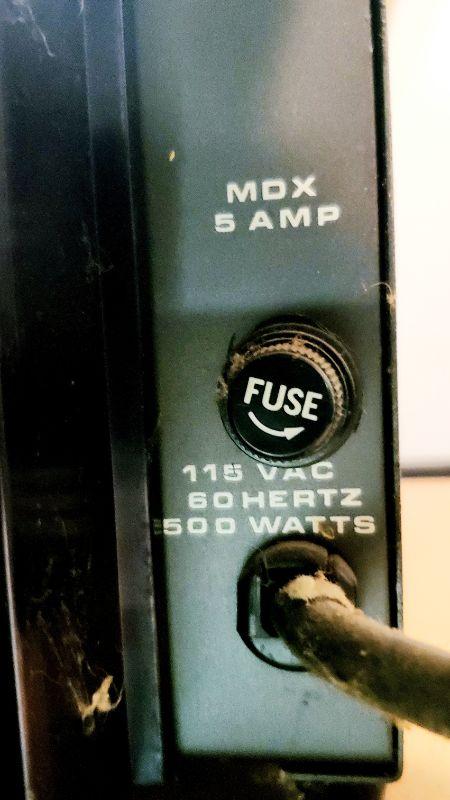 MDX
5 AMP
FUSE
115 VAC
60 HERTZ
500 WATTS